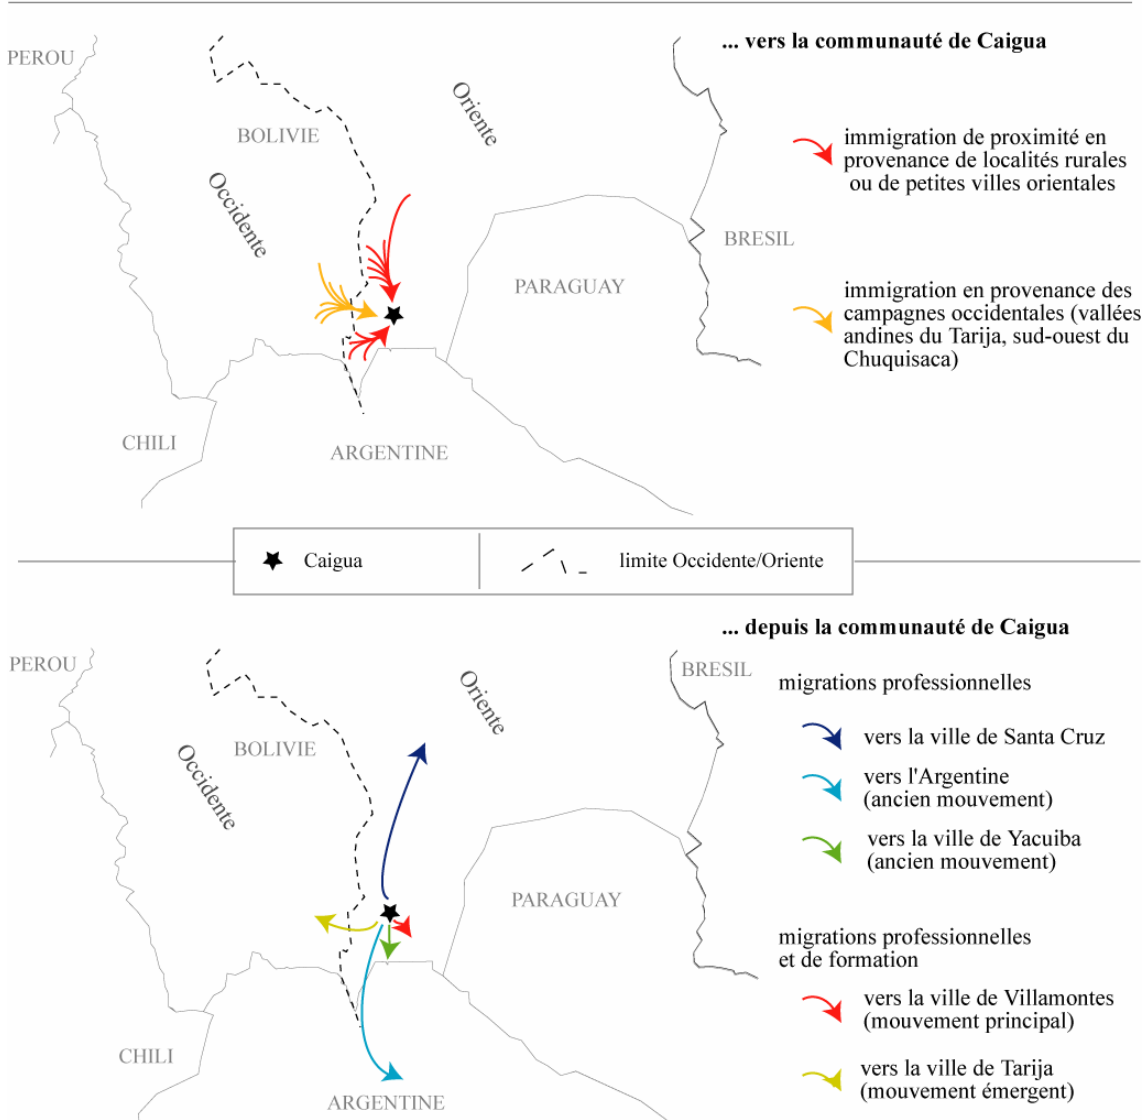 ... vers la communauté de Caigua
PEROU
BOLIVIE
Oriente
Occidente
BRESIL
PARAGUAY
CHILI
ARGENTINE
immigration de proximité en
provenance de localités rurales
ou de petites villes orientales
immigration en provenance des
campagnes occidentales (vallées
andines du Tarija, sud-ouest du
Chuquisaca)
Caigua
limite Occidente/Oriente
... depuis la communauté de Caigua
PEROU
BOLIVIE
Oriente
Occidente
BRESIL
PARAGUAY
CHILI
ARGENTINE
migrations professionnelles
vers la ville de Santa Cruz
vers l'Argentine
(ancien mouvement)
vers la ville de Yacuiba
(ancien mouvement)
migrations professionnelles
et de formation
vers la ville de Villamontes
(mouvement principal)
vers la ville de Tarija
(mouvement émergent)